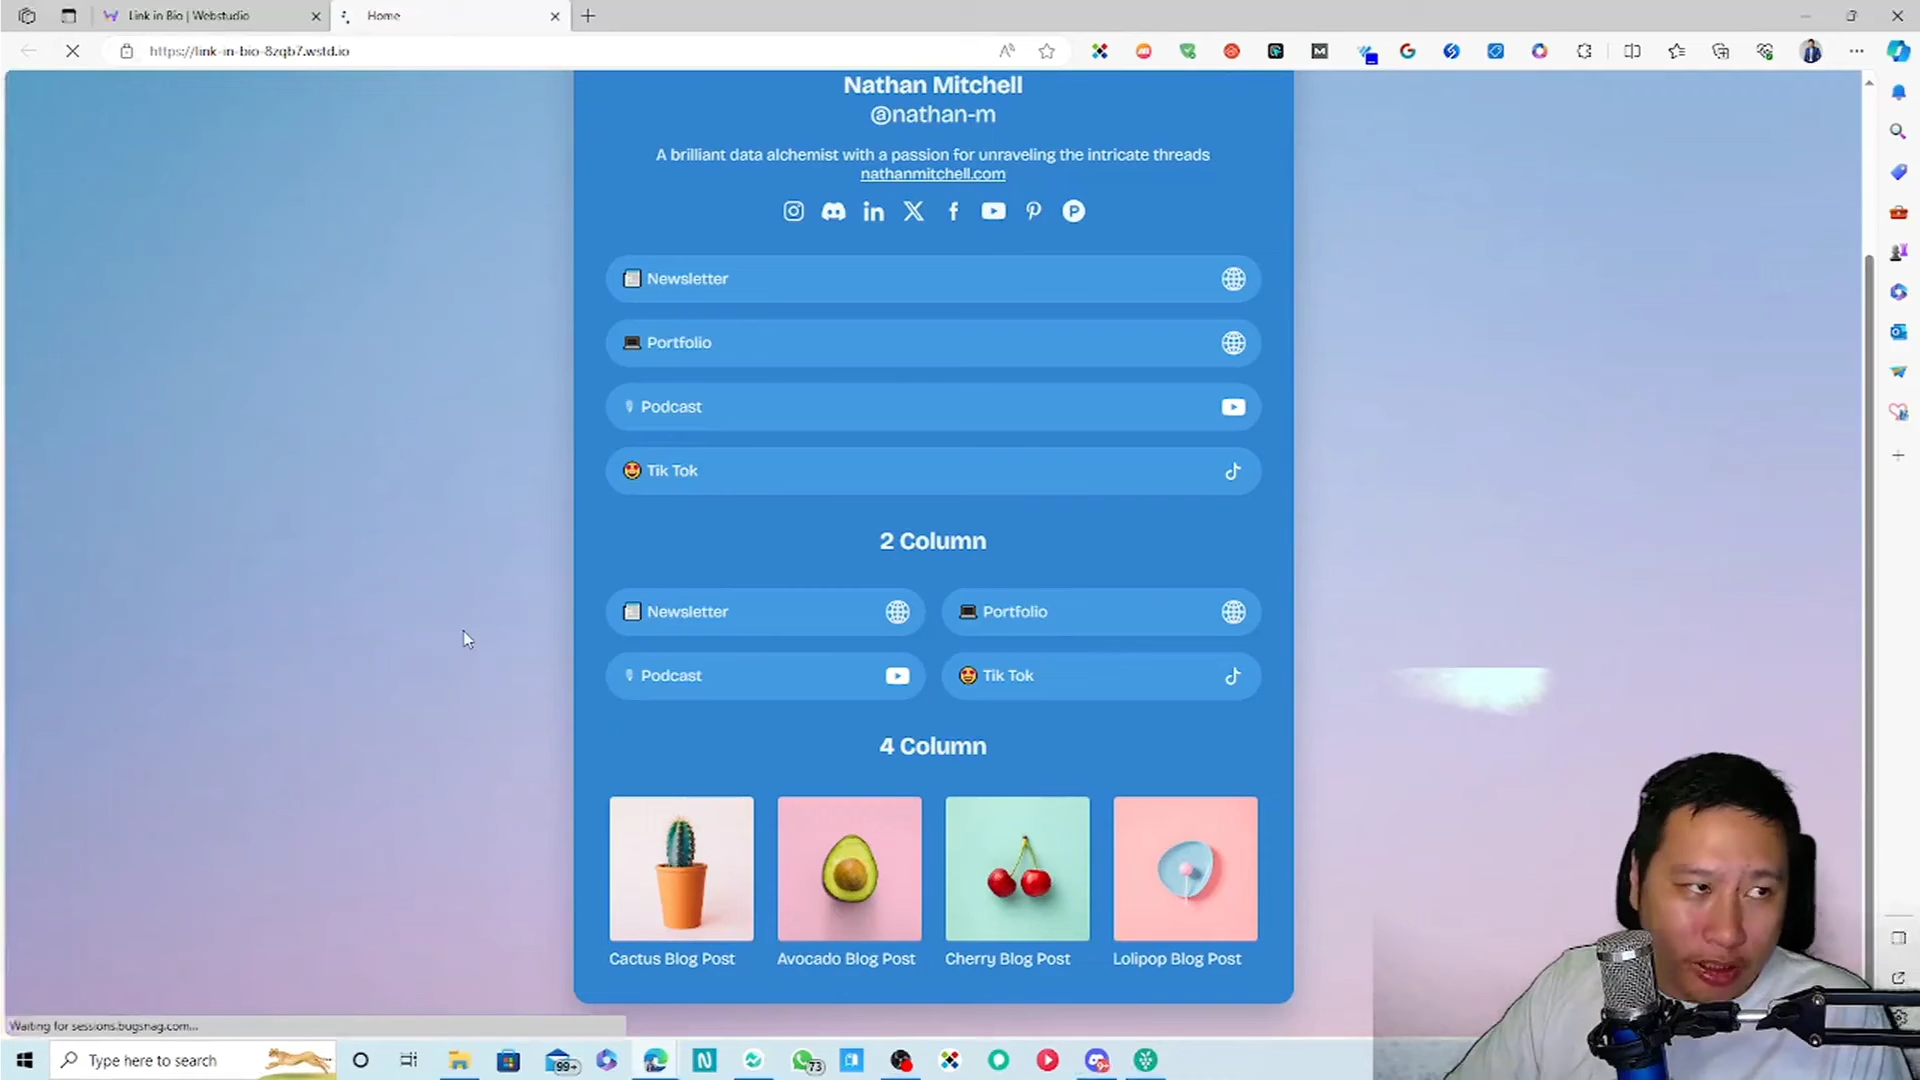 Link in Bio | Webstudio
Home
https://link-in-bio-8zqb7.wstd.io
Nathan Mitchell
@nathan-m
A brilliant data alchemist with a passion for unraveling the intricate threads
nathanmitchell.com
Newsletter
Portfolio
Podcast
Tik Tok
2 Column
Newsletter
Portfolio
Podcast
Tik Tok
4 Column
Cactus Blog Post
Avocado Blog Post
Cherry Blog Post
Lolipop Blog Post
Waiting for sessions.bugsnag.com...
Type here to search
99+
73